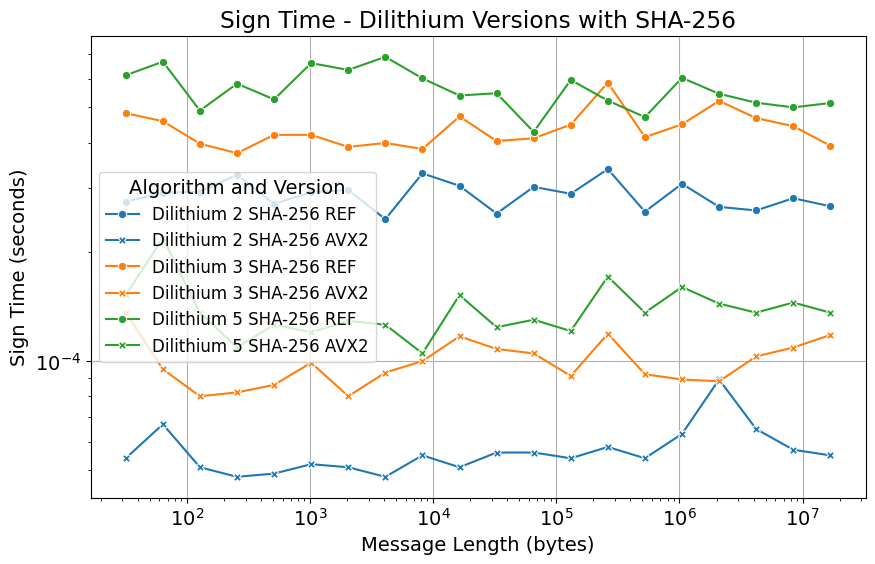 Sign Time - Dilithium Versions with SHA-256
Sign Time (seconds)
10⁻⁴
Algorithm and Version
Dilithium 2 SHA-256 REF
Dilithium 2 SHA-256 AVX2
Dilithium 3 SHA-256 REF
Dilithium 3 SHA-256 AVX2
Dilithium 5 SHA-256 REF
Dilithium 5 SHA-256 AVX2
10² 10³ 10⁴ 10⁵ 10⁶ 10⁷
Message Length (bytes)